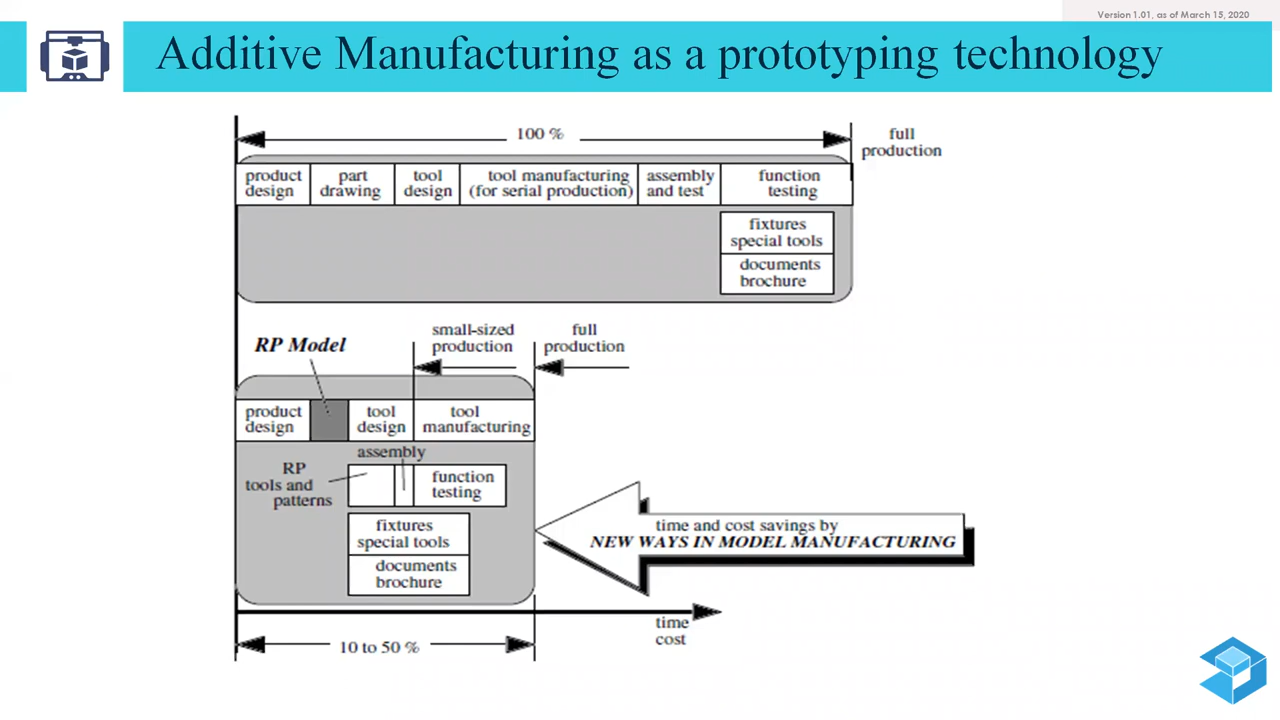 Version 1.01, as of March 15, 2020
Additive Manufacturing as a prototyping technology
100 %
full
production
product
design
part
drawing
tool
design
tool manufacturing
(for serial production)
assembly
and test
function
testing
fixtures
special tools
documents
brochure
RP Model
small-sized
production
full
production
product
design
tool
design
tool
manufacturing
assembly
RP
tools and
patterns
function
testing
fixtures
special tools
documents
brochure
time and cost savings by
NEW WAYS IN MODEL MANUFACTURING
time
cost
10 to 50 %